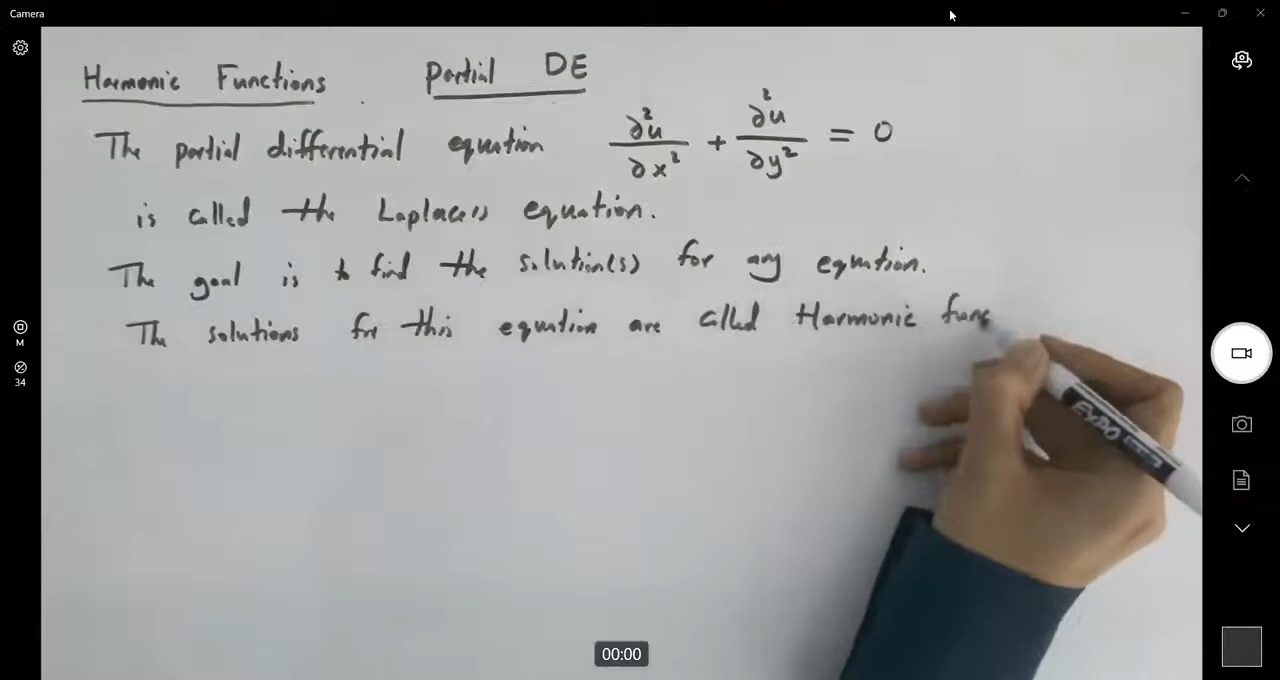 Camera
Harmonic Functions Partial DE
The partial differential equation ∂²u/∂x² + ∂²u/∂y² = 0
is called the Laplace's equation.
The goal is to find the solution(s) for any equation.
The solutions for this equation are called Harmonic func
EXPO
M
34
00:00